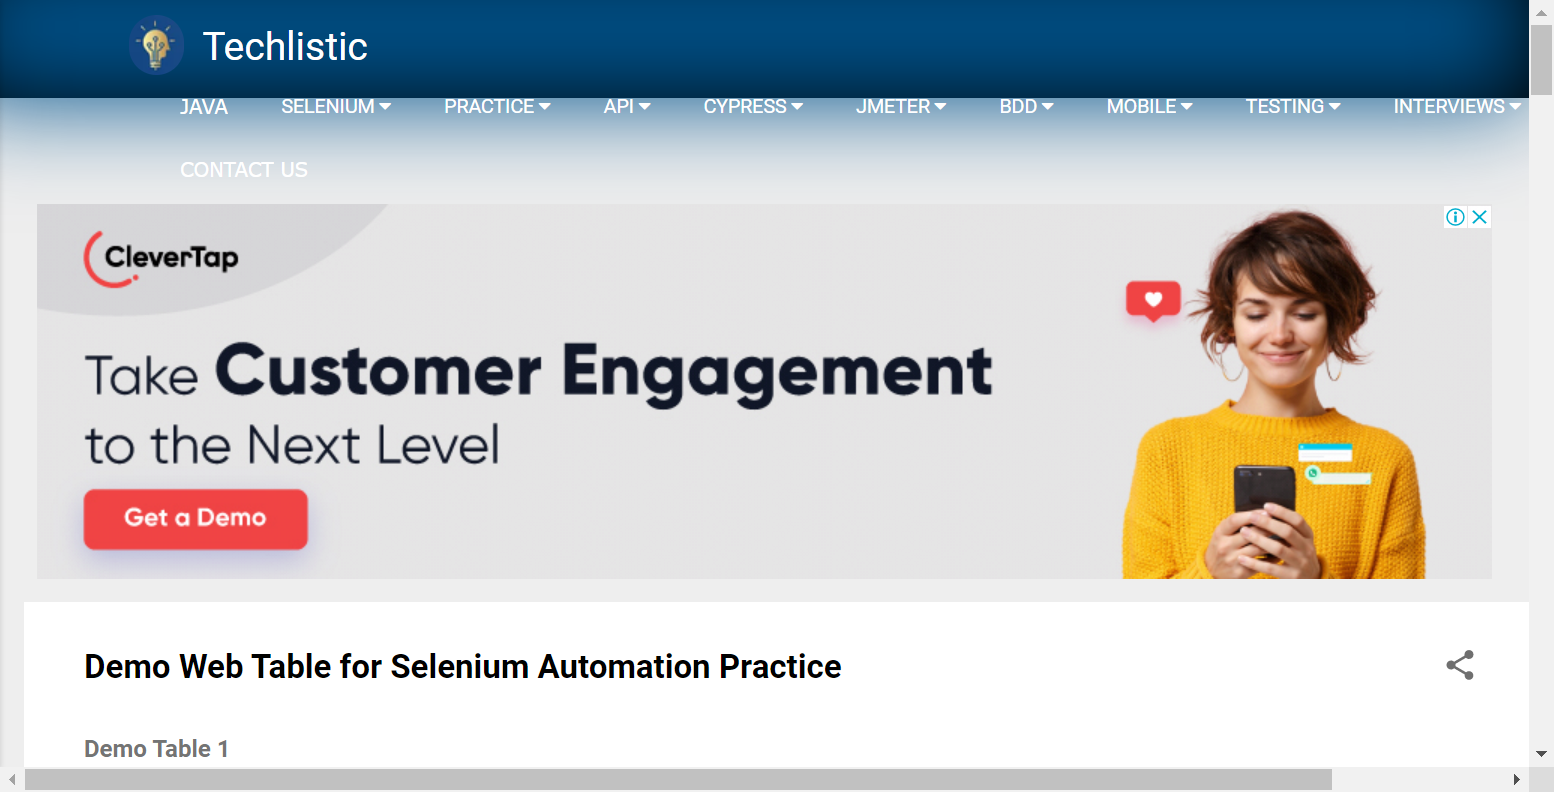 Techlistic
JAVA SELENIUM PRACTICE API CYPRESS JMETER BDD MOBILE TESTING INTERVIEWS
CONTACT US
CleverTap
Take Customer Engagement
to the Next Level
Get a Demo
Demo Web Table for Selenium Automation Practice
Demo Table 1